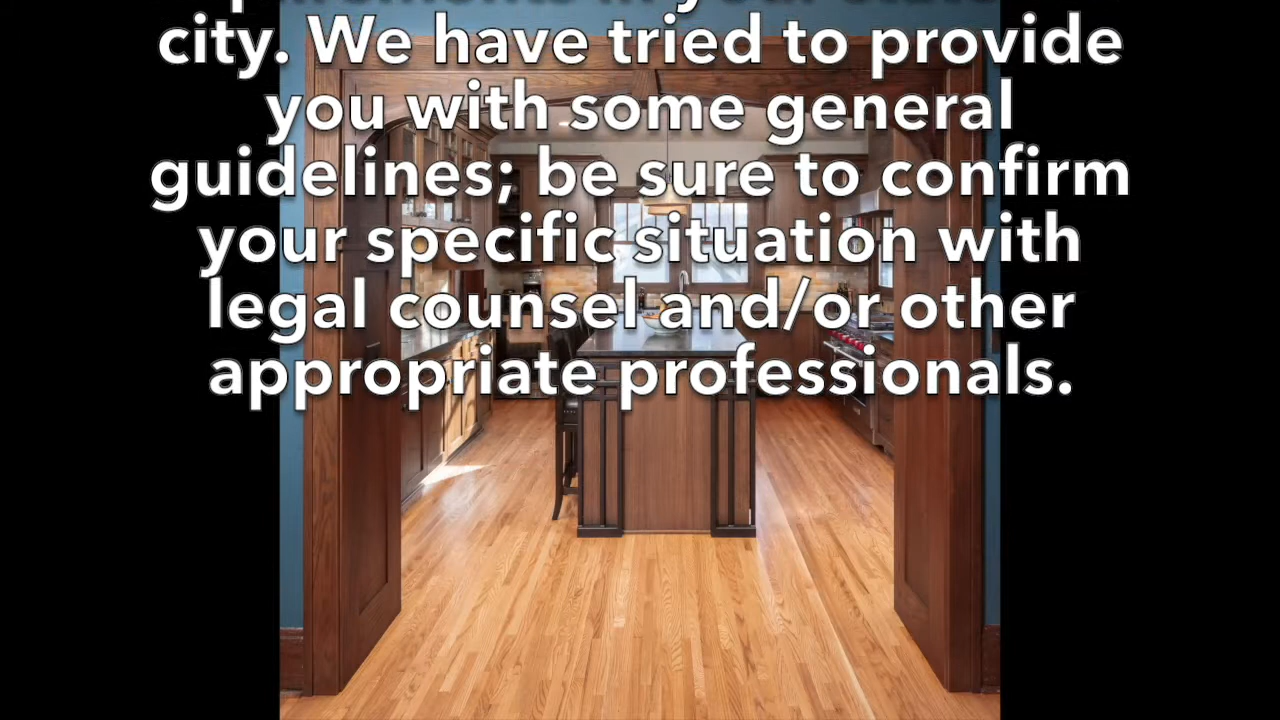 city. We have tried to provide
you with some general
guidelines; be sure to confirm
your specific situation with
legal counsel and/or other
appropriate professionals.